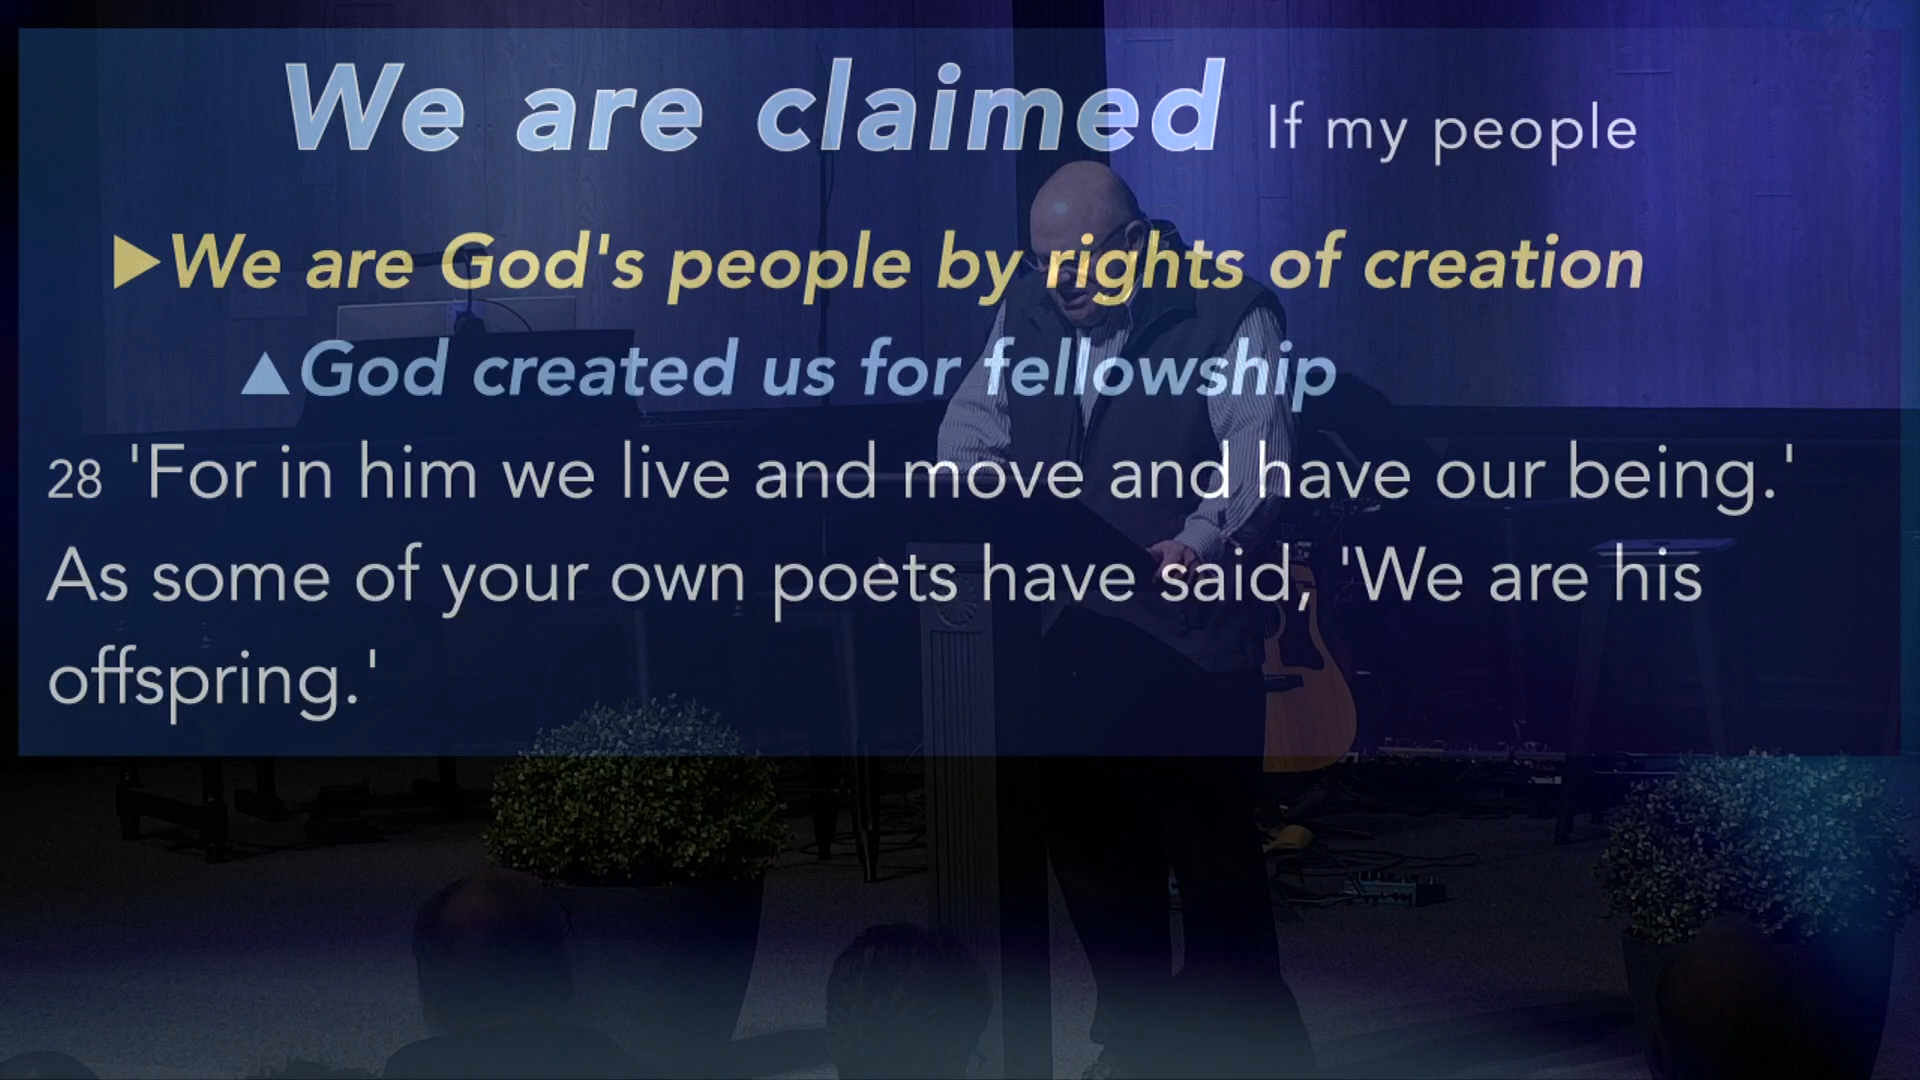 We are claimed If my people
▶We are God's people by rights of creation
▲God created us for fellowship
28 'For in him we live and move and have our being.'
As some of your own poets have said, 'We are his
offspring.'